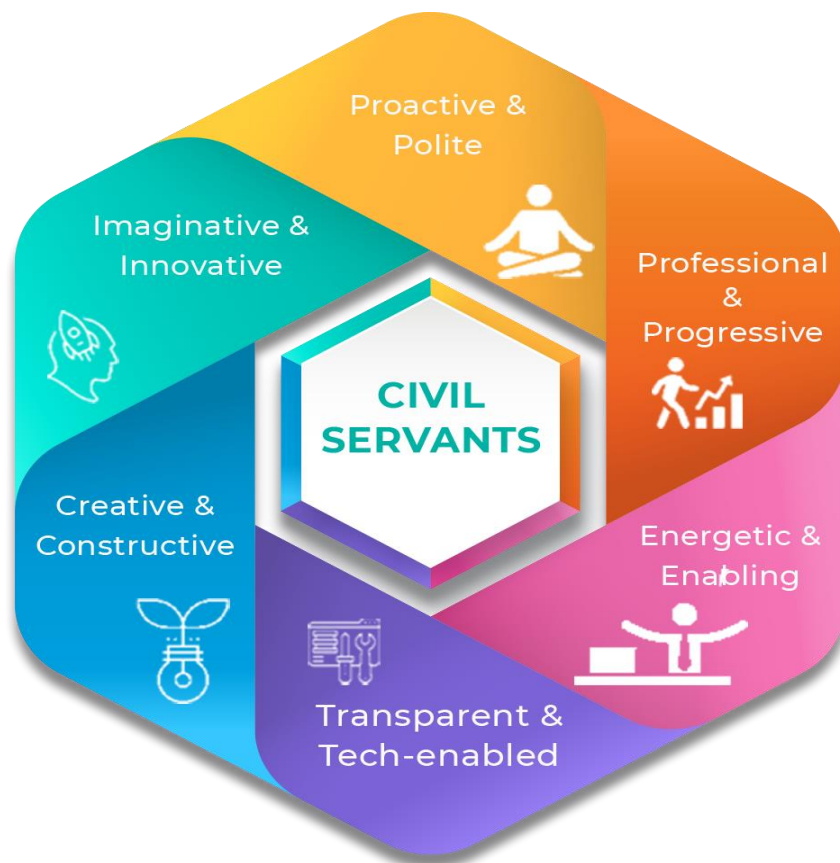 Proactive &
Polite
Imaginative &
Innovative
Professional
&
Progressive
CIVIL
SERVANTS
Creative &
Constructive
Energetic &
Enabling
Transparent &
Tech-enabled